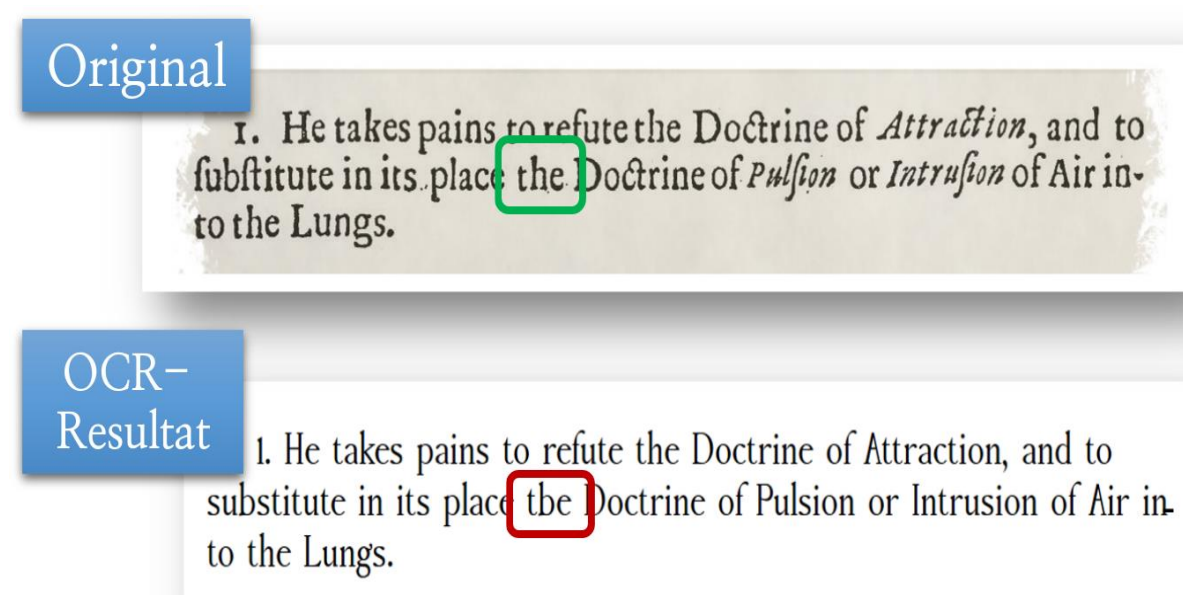 Original
1. He takes pains to refute the Doctrine of Attraction, and to
ſubſtitute in its place the Doctrine of Pulſion or Intruſion of Air in-
to the Lungs.
OCR-
Resultat
1. He takes pains to refute the Doctrine of Attraction, and to
substitute in its place tbe Doctrine of Pulsion or Intrusion of Air in-
to the Lungs.